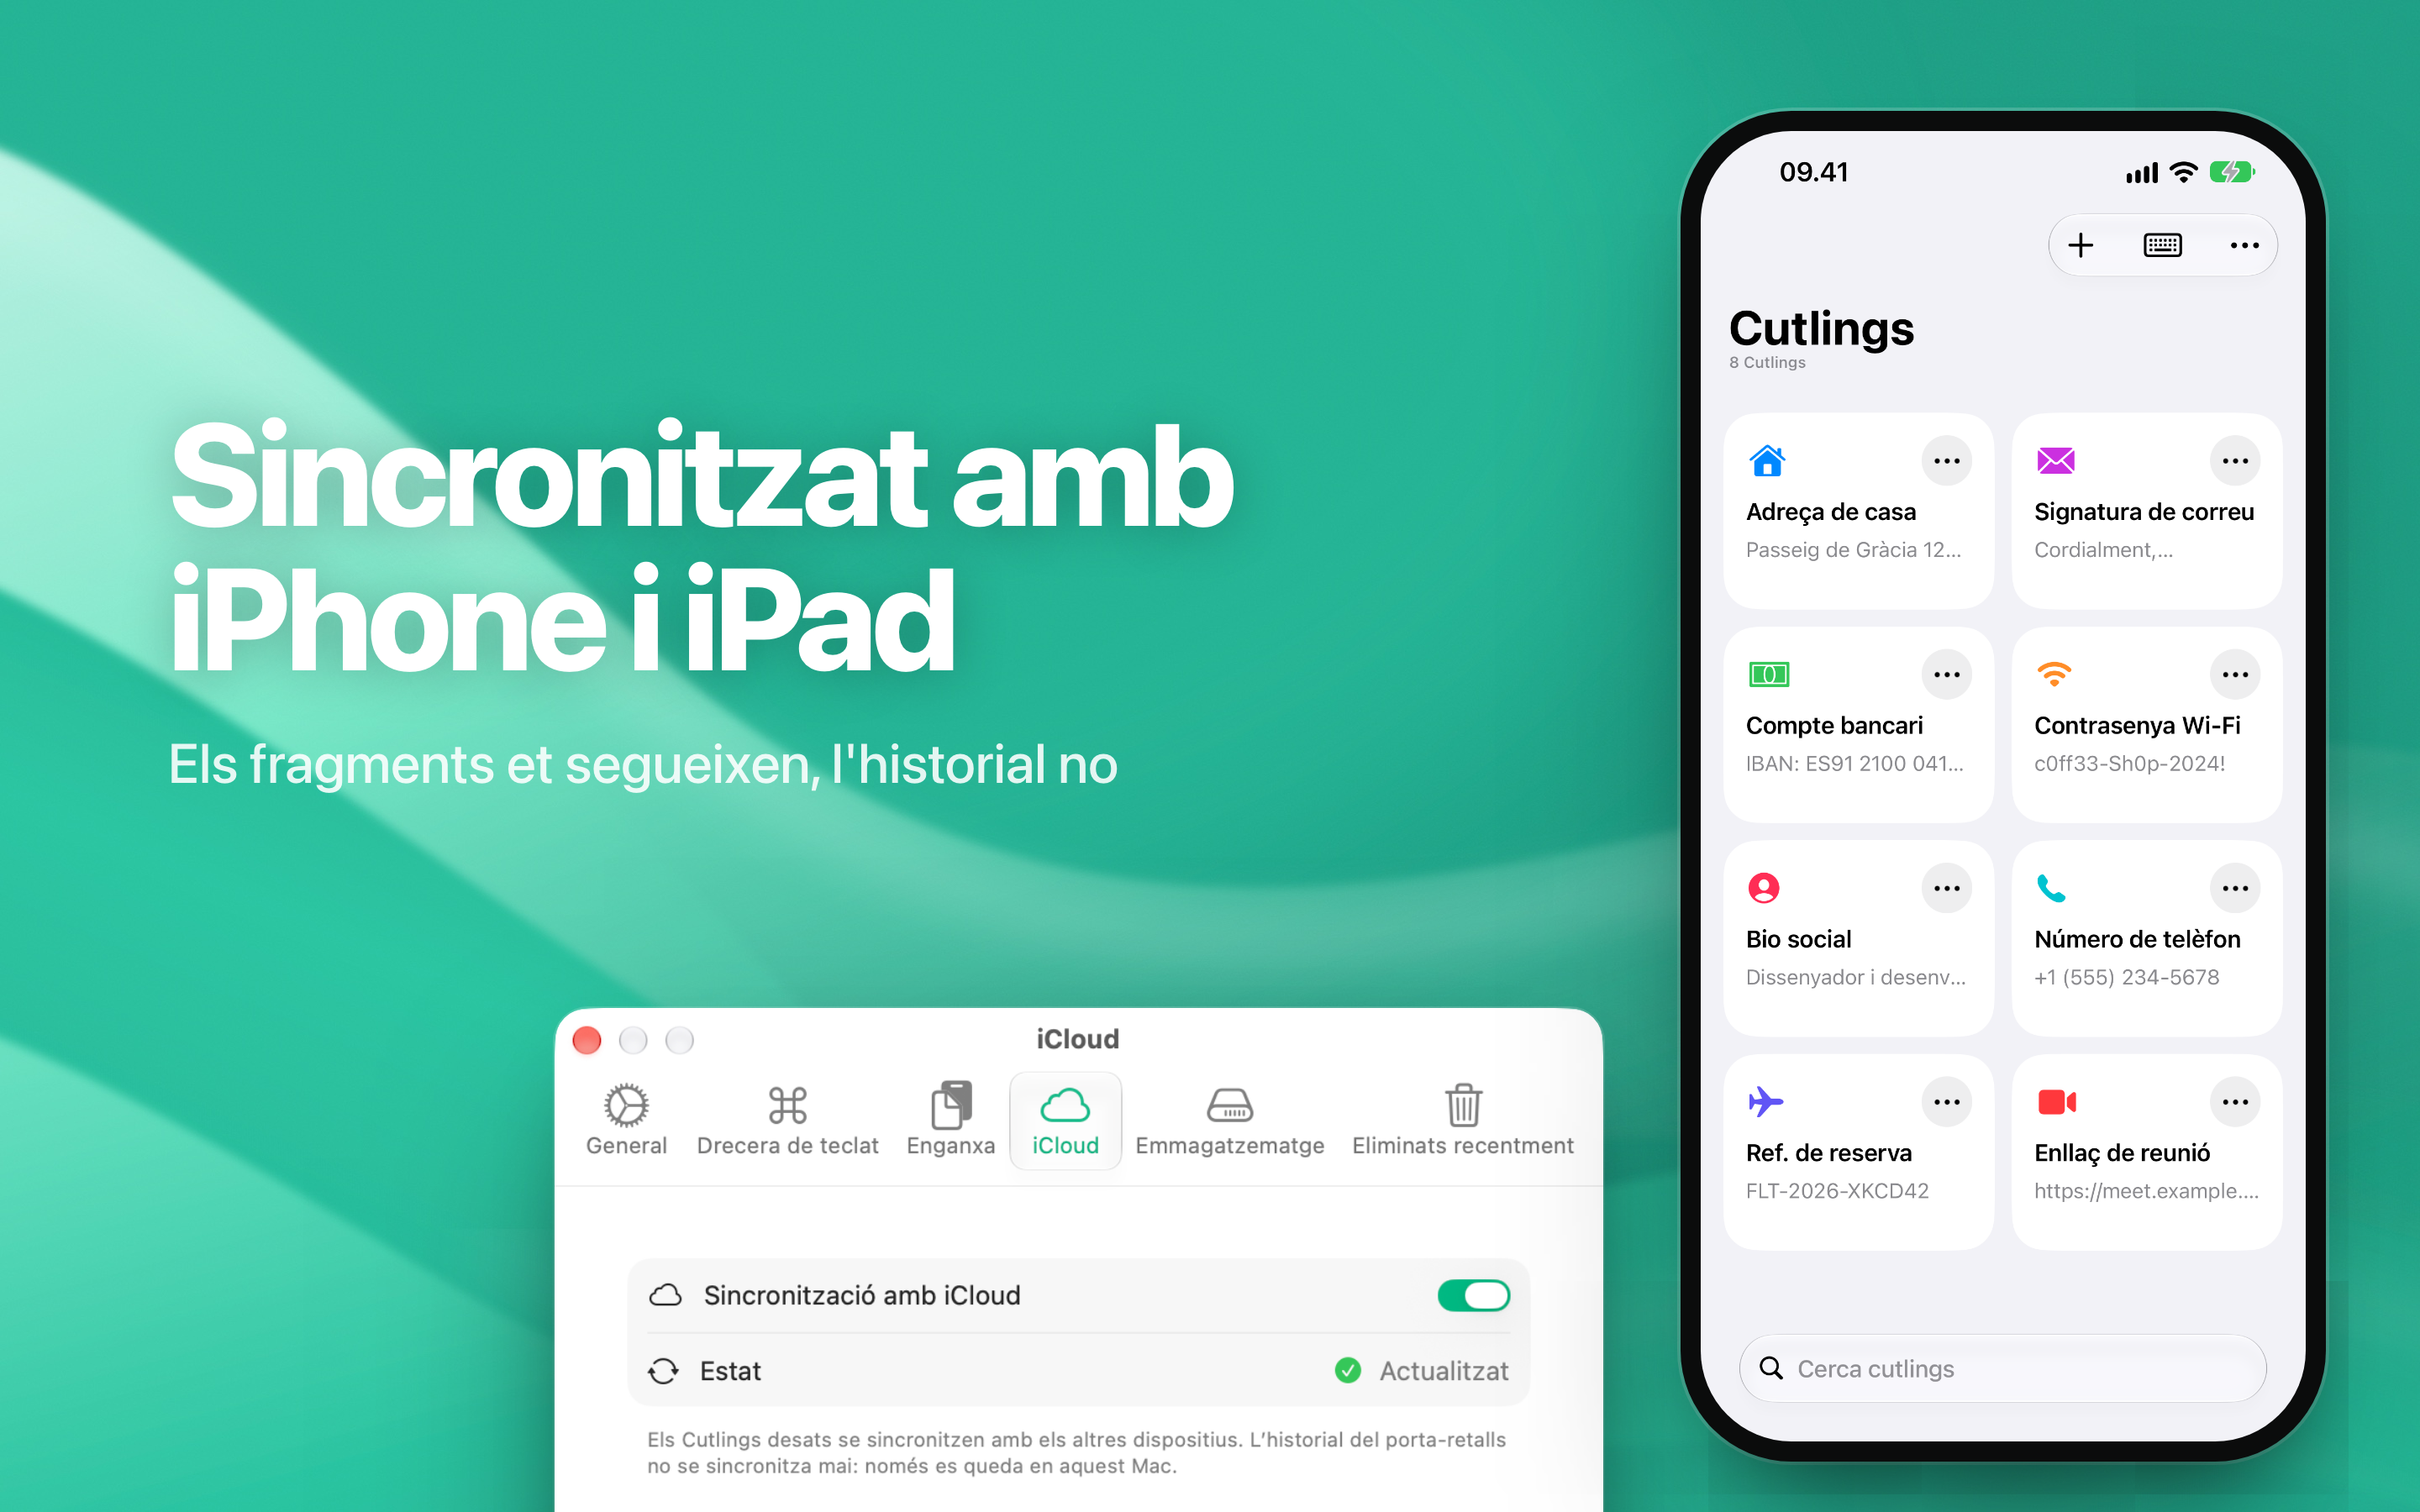 Sincronitzat amb
iPhone i iPad
Els fragments et segueixen, l'historial no
iCloud
General
Drecera de teclat
Enganxa
iCloud
Emmagatzematge
Eliminats recentment
Sincronització amb iCloud
Estat
Actualitzat
Els Cutlings desats se sincronitzen amb els altres dispositius. L’historial del porta-retalls
no se sincronitza mai: només es queda en aquest Mac.
09.41
Cutlings
8 Cutlings
Adreça de casa
Passeig de Gràcia 12...
Signatura de correu
Cordialment,...
Compte bancari
IBAN: ES91 2100 041...
Contrasenya Wi-Fi
c0ff33-Sh0p-2024!
Bio social
Dissenyador i desenv...
Número de telèfon
+1 (555) 234-5678
Ref. de reserva
FLT-2026-XKCD42
Enllaç de reunió
https://meet.example....
Cerca cutlings